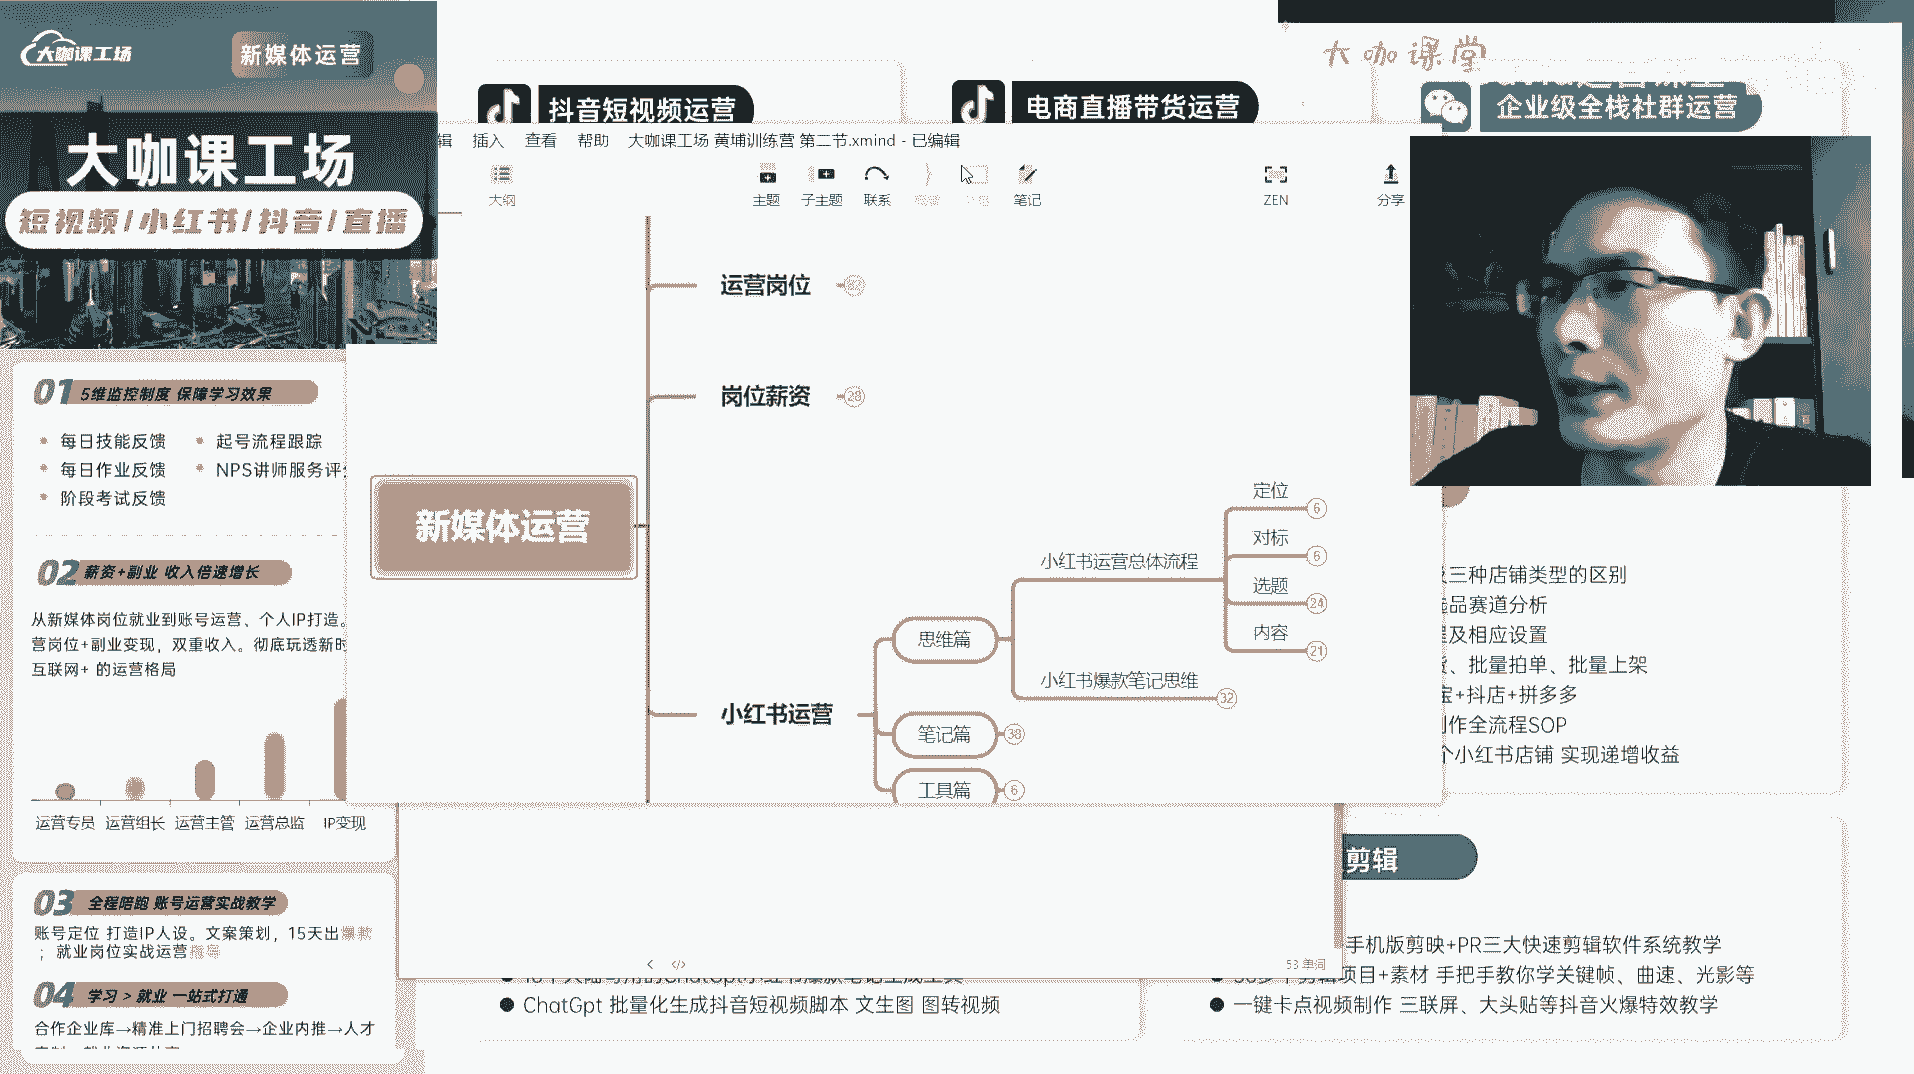 大咖课工场
新媒体运营
大咖课工场
短视频/小红书/抖音/直播
大咖课堂
抖音短视频运营
电商直播带货运营
企业级全栈社群运营
辑 插入 查看 帮助 大咖课工场 黄埔训练营 第二节.xmind - 已编辑
大纲 主题 子主题 联系 笔记 ZEN 分享
运营岗位
岗位薪资 28
新媒体运营
小红书运营
思维篇
小红书运营总体流程
定位 6
对标 6
选题 24
内容 21
小红书爆款笔记思维 32
笔记篇 38
工具篇 6
01 5维监控制度 保障学习效果
每日技能反馈 起号流程跟踪
每日作业反馈 NPS讲师服务评
阶段考试反馈
02 薪资+副业 收入倍速增长
从新媒体岗位就业到账号运营、个人IP打造。
营岗位+副业变现，双重收入。彻底玩透新时
互联网+ 的运营格局
运营专员 运营组长 运营主管 运营总监 IP变现
03 全程陪跑 账号运营实战教学
账号定位 打造IP人设。文案策划，15天出爆款
；就业岗位实战运营
04 学习 > 就业 一站式打通
合作企业库→精准上门招聘会→企业内推→人才
三种店铺类型的区别
品赛道分析
及相应设置
、批量拍单、批量上架
宝+抖店+拼多多
作全流程SOP
个小红书店铺 实现递增收益
53 单词
ChatGpt 批量化生成抖音短视频脚本 文生图 图转视频
剪辑
手机版剪映+PR三大快速剪辑软件系统教学
项目+素材 手把手教你学关键帧、曲速、光影等
一键卡点视频制作 三联屏、大头贴等抖音火爆特效教学